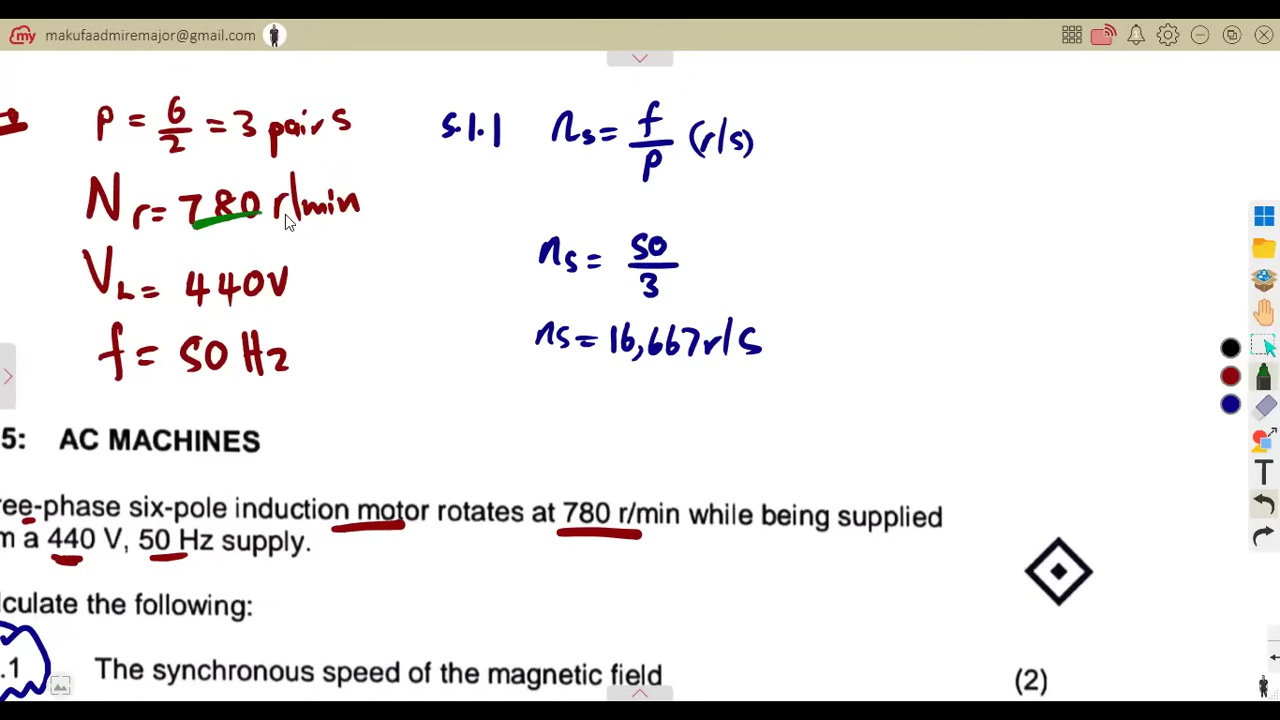 my makufaadmiremajor@gmail.com
P = 6/2 = 3 pairs
Nr = 780 r/min
VL = 440V
f = 50 Hz
5.1.1 ns = f/p (r/s)
ns = 50/3
ns = 16,667 r/s
5: AC MACHINES
ree-phase six-pole induction motor rotates at 780 r/min while being supplied
m a 440 V, 50 Hz supply.
lculate the following:
.1 The synchronous speed of the magnetic field (2)
T